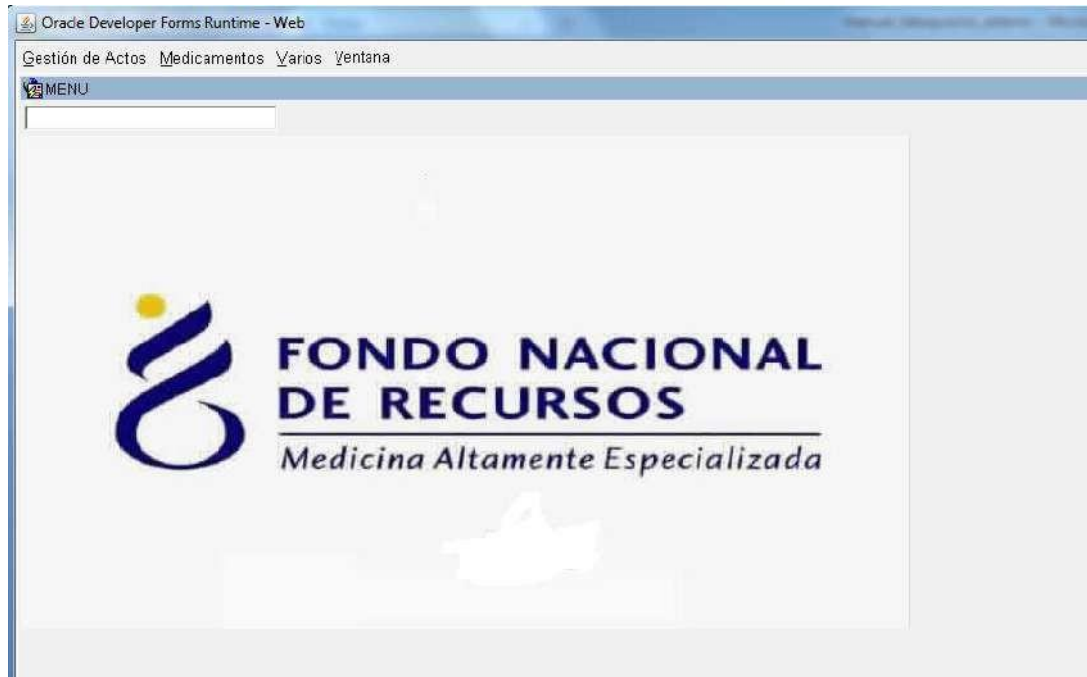 Oracle Developer Forms Runtime - Web
Gestión de Actos Medicamentos Varios Ventana
MENU
FONDO NACIONAL
DE RECURSOS
Medicina Altamente Especializada